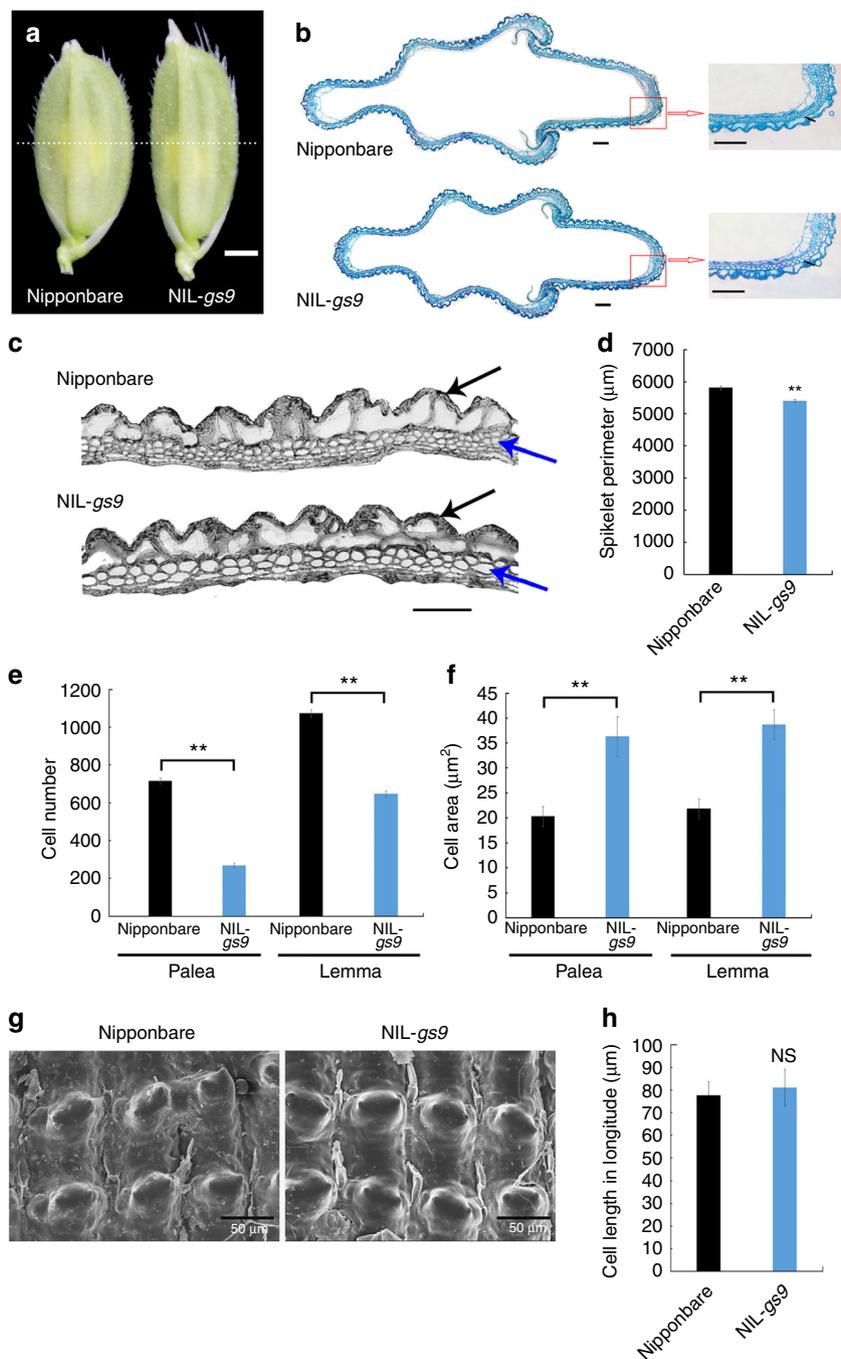 a
Nipponbare NIL-gs9
b
Nipponbare
NIL-gs9
c
Nipponbare
NIL-gs9
d
Spikelet perimeter (μm)
7000
6000
5000
4000
3000
2000
1000
0
**
Nipponbare
NIL-gs9
e
Cell number
1200
1000
800
600
400
200
0
**
**
Nipponbare NIL-gs9 Nipponbare NIL-gs9
Palea Lemma
f
Cell area (μm²)
45
40
35
30
25
20
15
10
5
0
**
**
Nipponbare NIL-gs9 Nipponbare NIL-gs9
Palea Lemma
g
Nipponbare NIL-gs9
50 μm 50 μm
h
Cell length in longitude (μm)
100
90
80
70
60
50
40
30
20
10
0
NS
Nipponbare
NIL-gs9